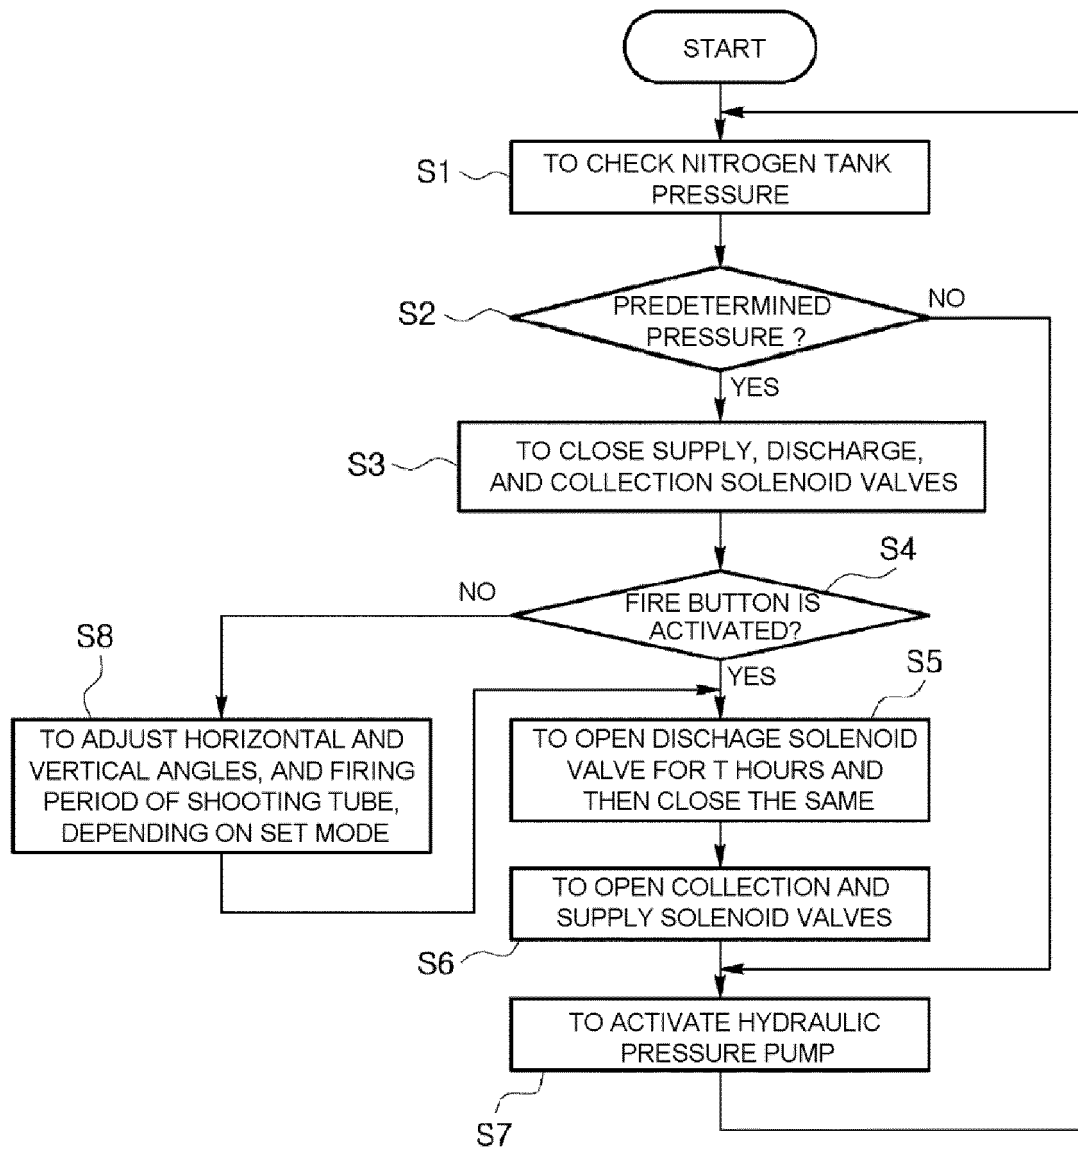 START
S1
TO CHECK NITROGEN TANK
PRESSURE
S2
PREDETERMINED
PRESSURE ?
NO
YES
S3
TO CLOSE SUPPLY, DISCHARGE,
AND COLLECTION SOLENOID VALVES
S4
NO
FIRE BUTTON IS
ACTIVATED?
YES
S8
TO ADJUST HORIZONTAL AND
VERTICAL ANGLES, AND FIRING
PERIOD OF SHOOTING TUBE,
DEPENDING ON SET MODE
S5
TO OPEN DISCHAGE SOLENOID
VALVE FOR T HOURS AND
THEN CLOSE THE SAME
TO OPEN COLLECTION AND
SUPPLY SOLENOID VALVES
S6
TO ACTIVATE HYDRAULIC
PRESSURE PUMP
S7